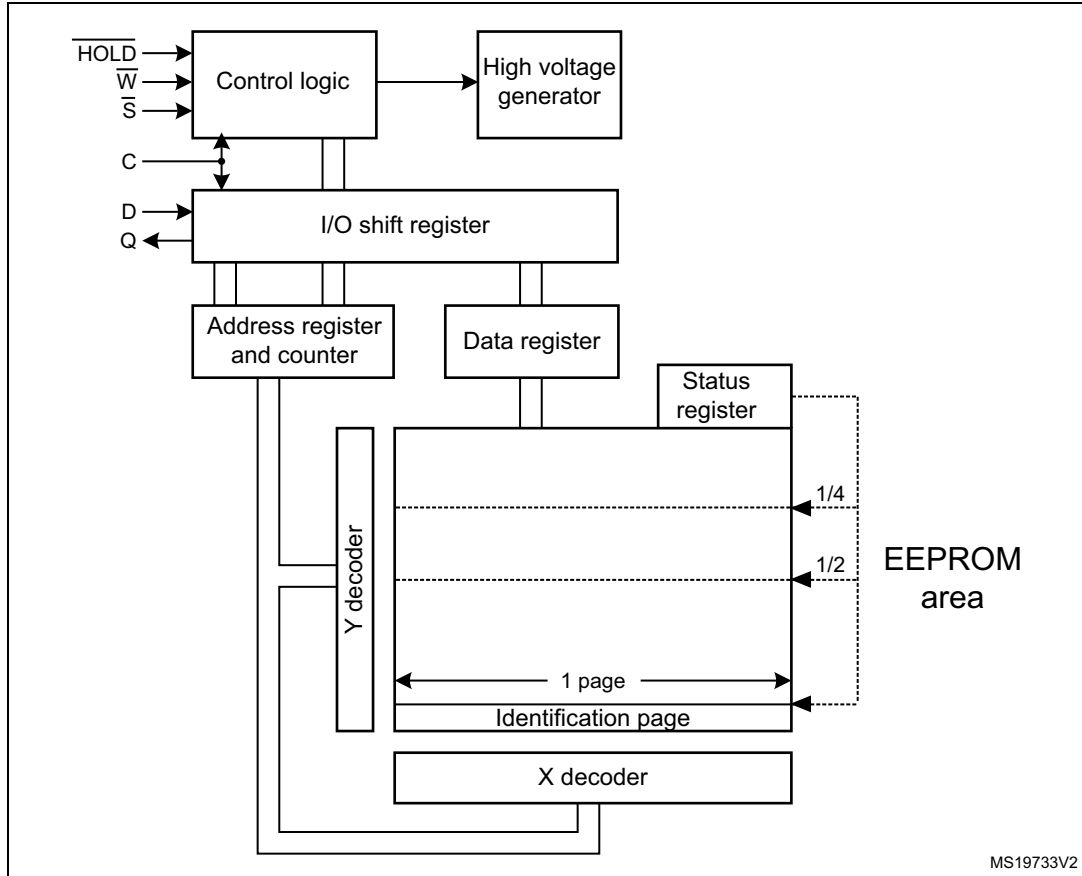 HOLD
W
S
C
D
Q
Control logic
High voltage
generator
I/O shift register
Address register
and counter
Data register
Status
register
1/4
1/2
EEPROM
area
Y decoder
1 page
Identification page
X decoder
MS19733V2